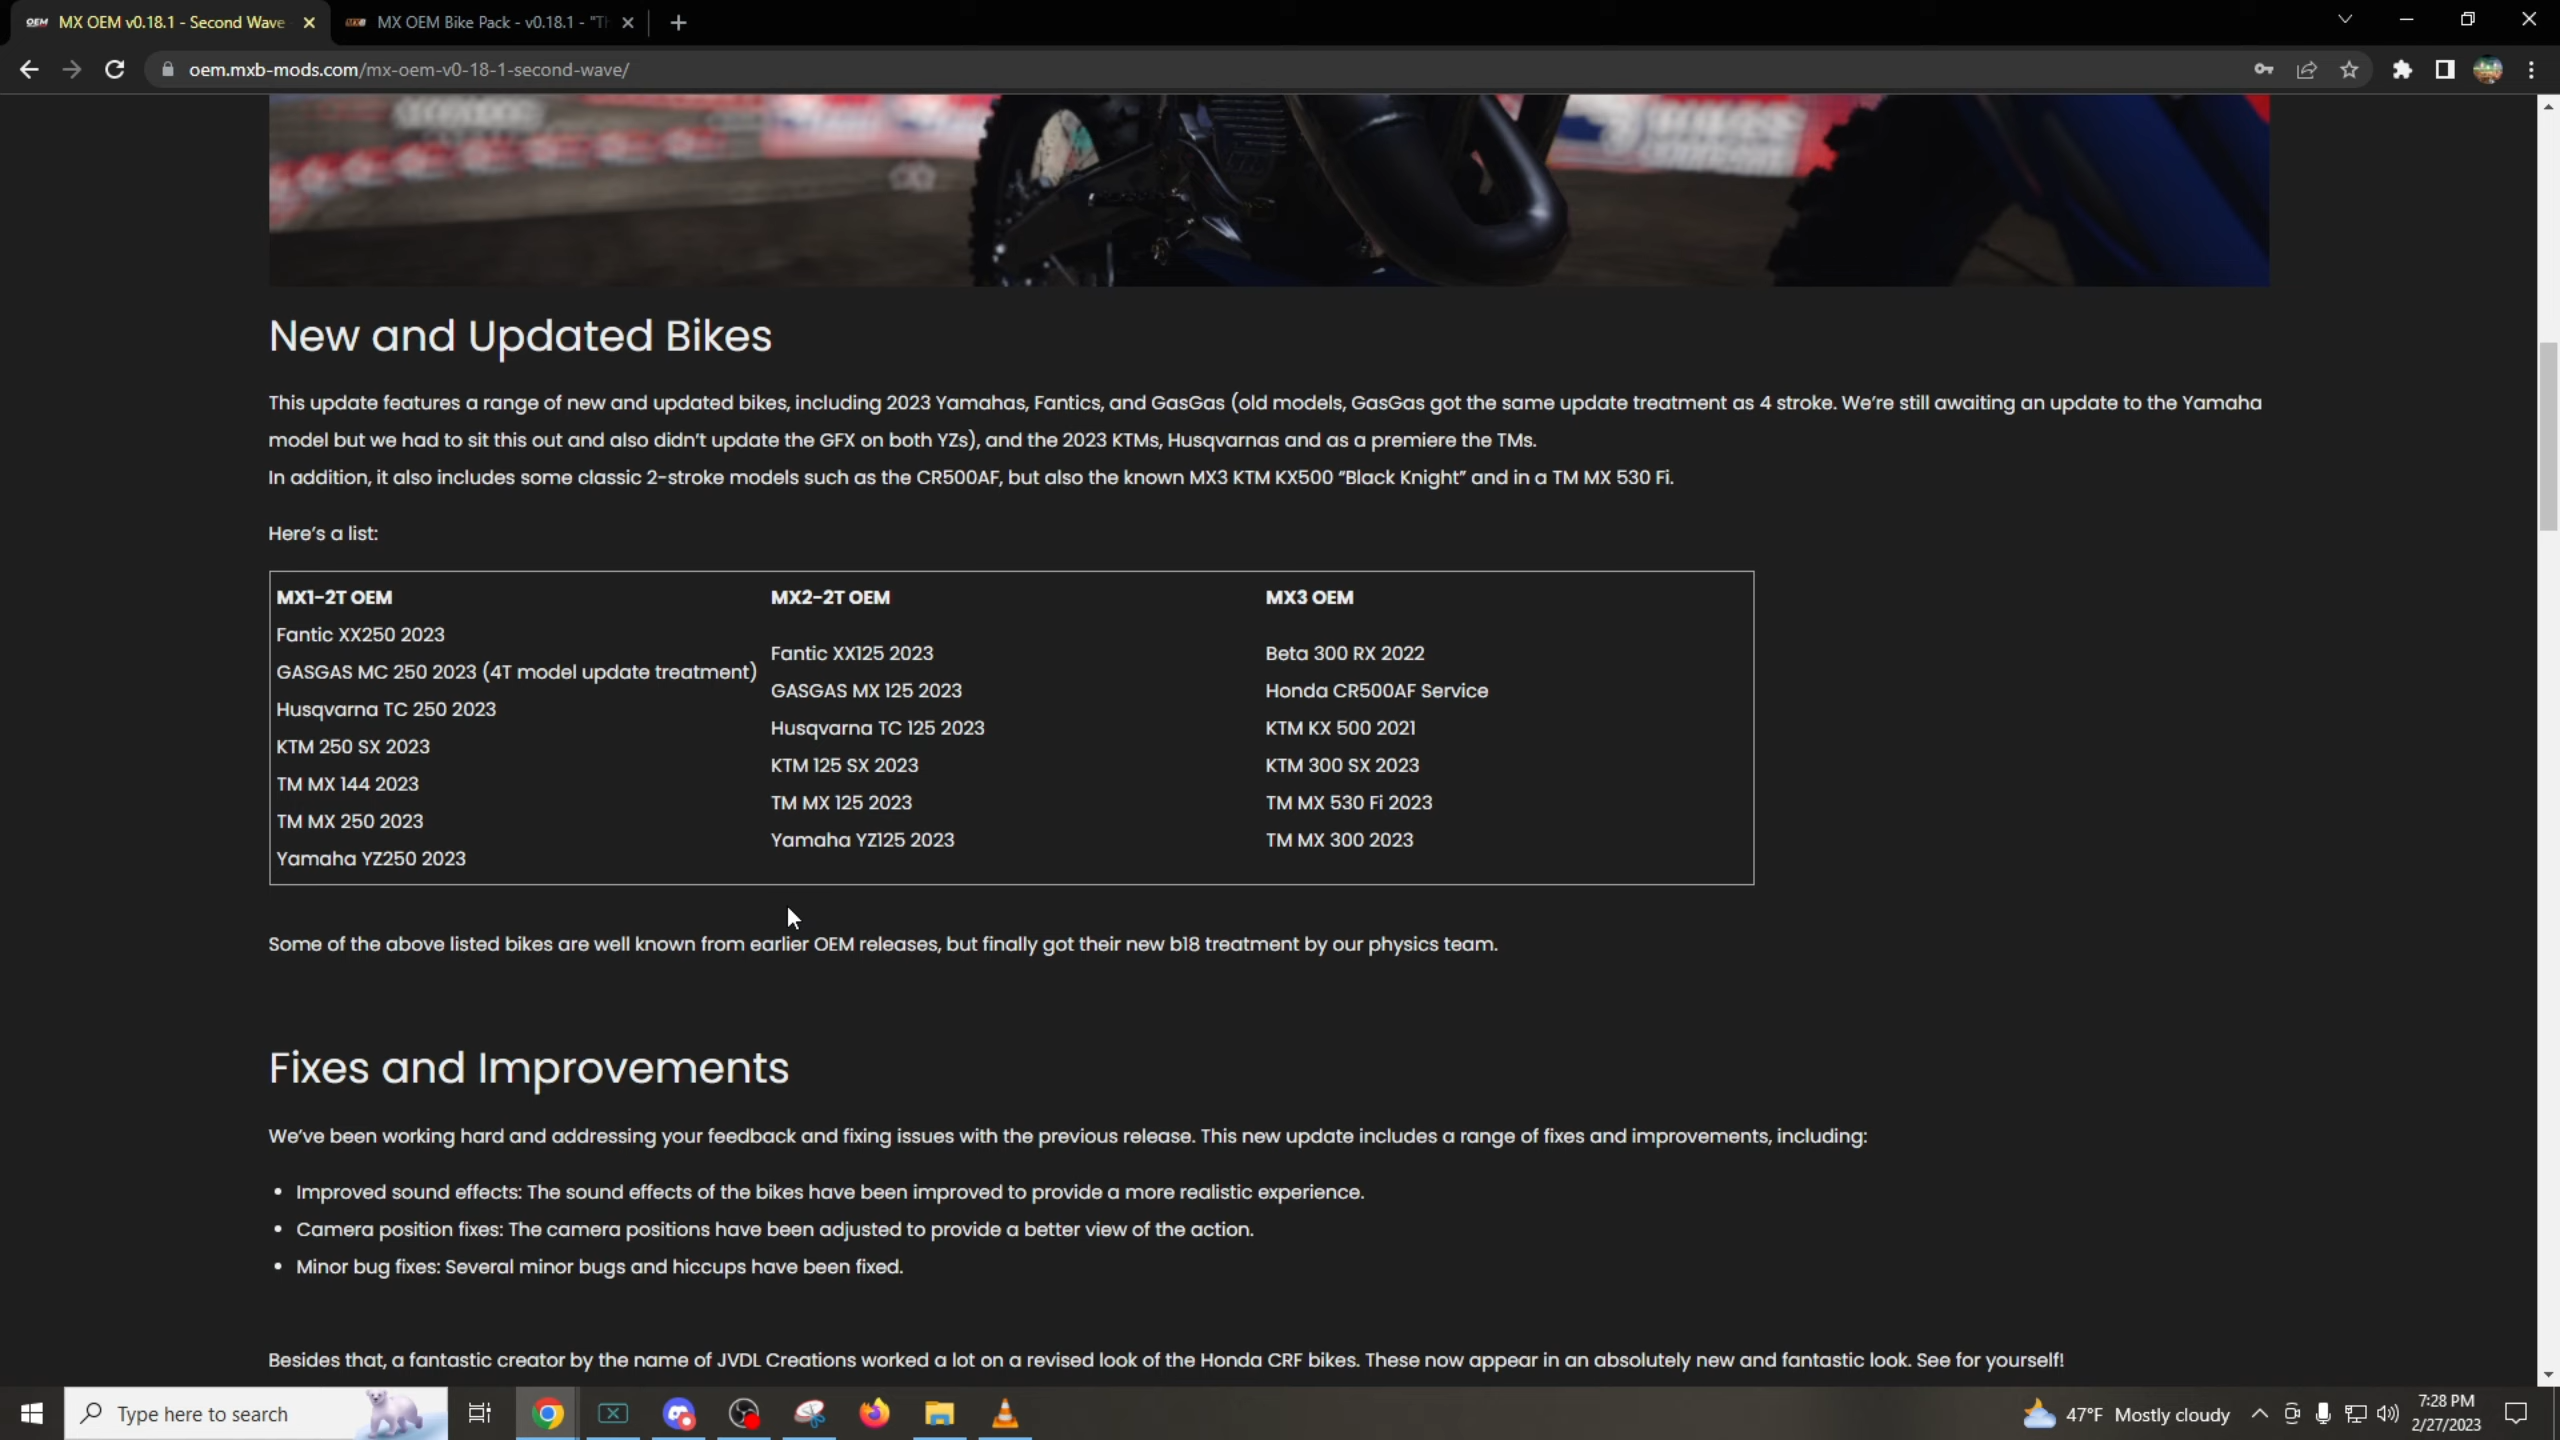 OEM MX OEM v0.18.1 - Second Wave
MX OEM Bike Pack - v0.18.1 - "TH
oem.mxb-mods.com/mx-oem-v0-18-1-second-wave/
New and Updated Bikes
This update features a range of new and updated bikes, including 2023 Yamahas, Fantics, and GasGas (old models, GasGas got the same update treatment as 4 stroke. We're still awaiting an update to the Yamaha
model but we had to sit this out and also didn't update the GFX on both YZs), and the 2023 KTMs, Husqvarnas and as a premiere the TMs.
In addition, it also includes some classic 2-stroke models such as the CR500AF, but also the known MX3 KTM KX500 “Black Knight” and in a TM MX 530 Fi.
Here's a list:
MX1-2T OEM
Fantic XX250 2023
GASGAS MC 250 2023 (4T model update treatment)
Husqvarna TC 250 2023
KTM 250 SX 2023
TM MX 144 2023
TM MX 250 2023
Yamaha YZ250 2023
MX2-2T OEM
Fantic XX125 2023
GASGAS MX 125 2023
Husqvarna TC 125 2023
KTM 125 SX 2023
TM MX 125 2023
Yamaha YZ125 2023
MX3 OEM
Beta 300 RX 2022
Honda CR500AF Service
KTM KX 500 2021
KTM 300 SX 2023
TM MX 530 Fi 2023
TM MX 300 2023
Some of the above listed bikes are well known from earlier OEM releases, but finally got their new b18 treatment by our physics team.
Fixes and Improvements
We've been working hard and addressing your feedback and fixing issues with the previous release. This new update includes a range of fixes and improvements, including:
• Improved sound effects: The sound effects of the bikes have been improved to provide a more realistic experience.
• Camera position fixes: The camera positions have been adjusted to provide a better view of the action.
• Minor bug fixes: Several minor bugs and hiccups have been fixed.
Besides that, a fantastic creator by the name of JVDL Creations worked a lot on a revised look of the Honda CRF bikes. These now appear in an absolutely new and fantastic look. See for yourself!
Type here to search
47°F Mostly cloudy
7:28 PM
2/27/2023